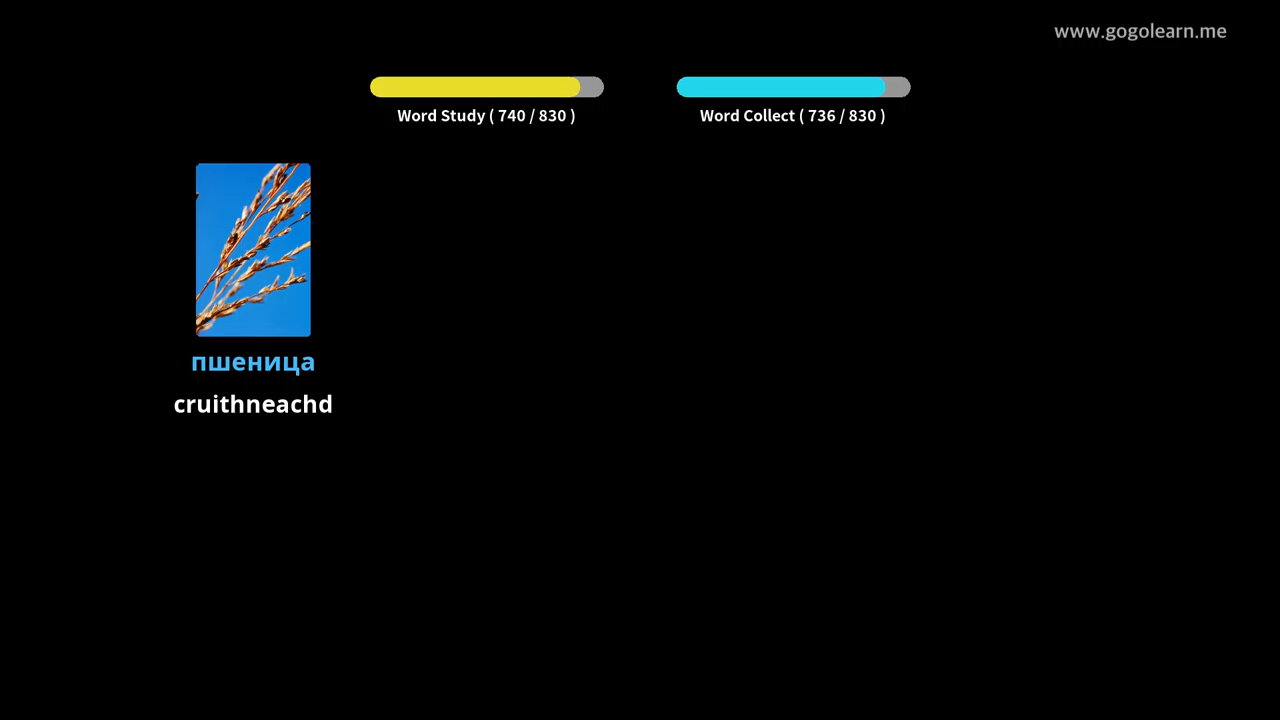 www.gogolearn.me
Word Study ( 740 / 830 )
Word Collect ( 736 / 830 )
пшеница
cruithneachd